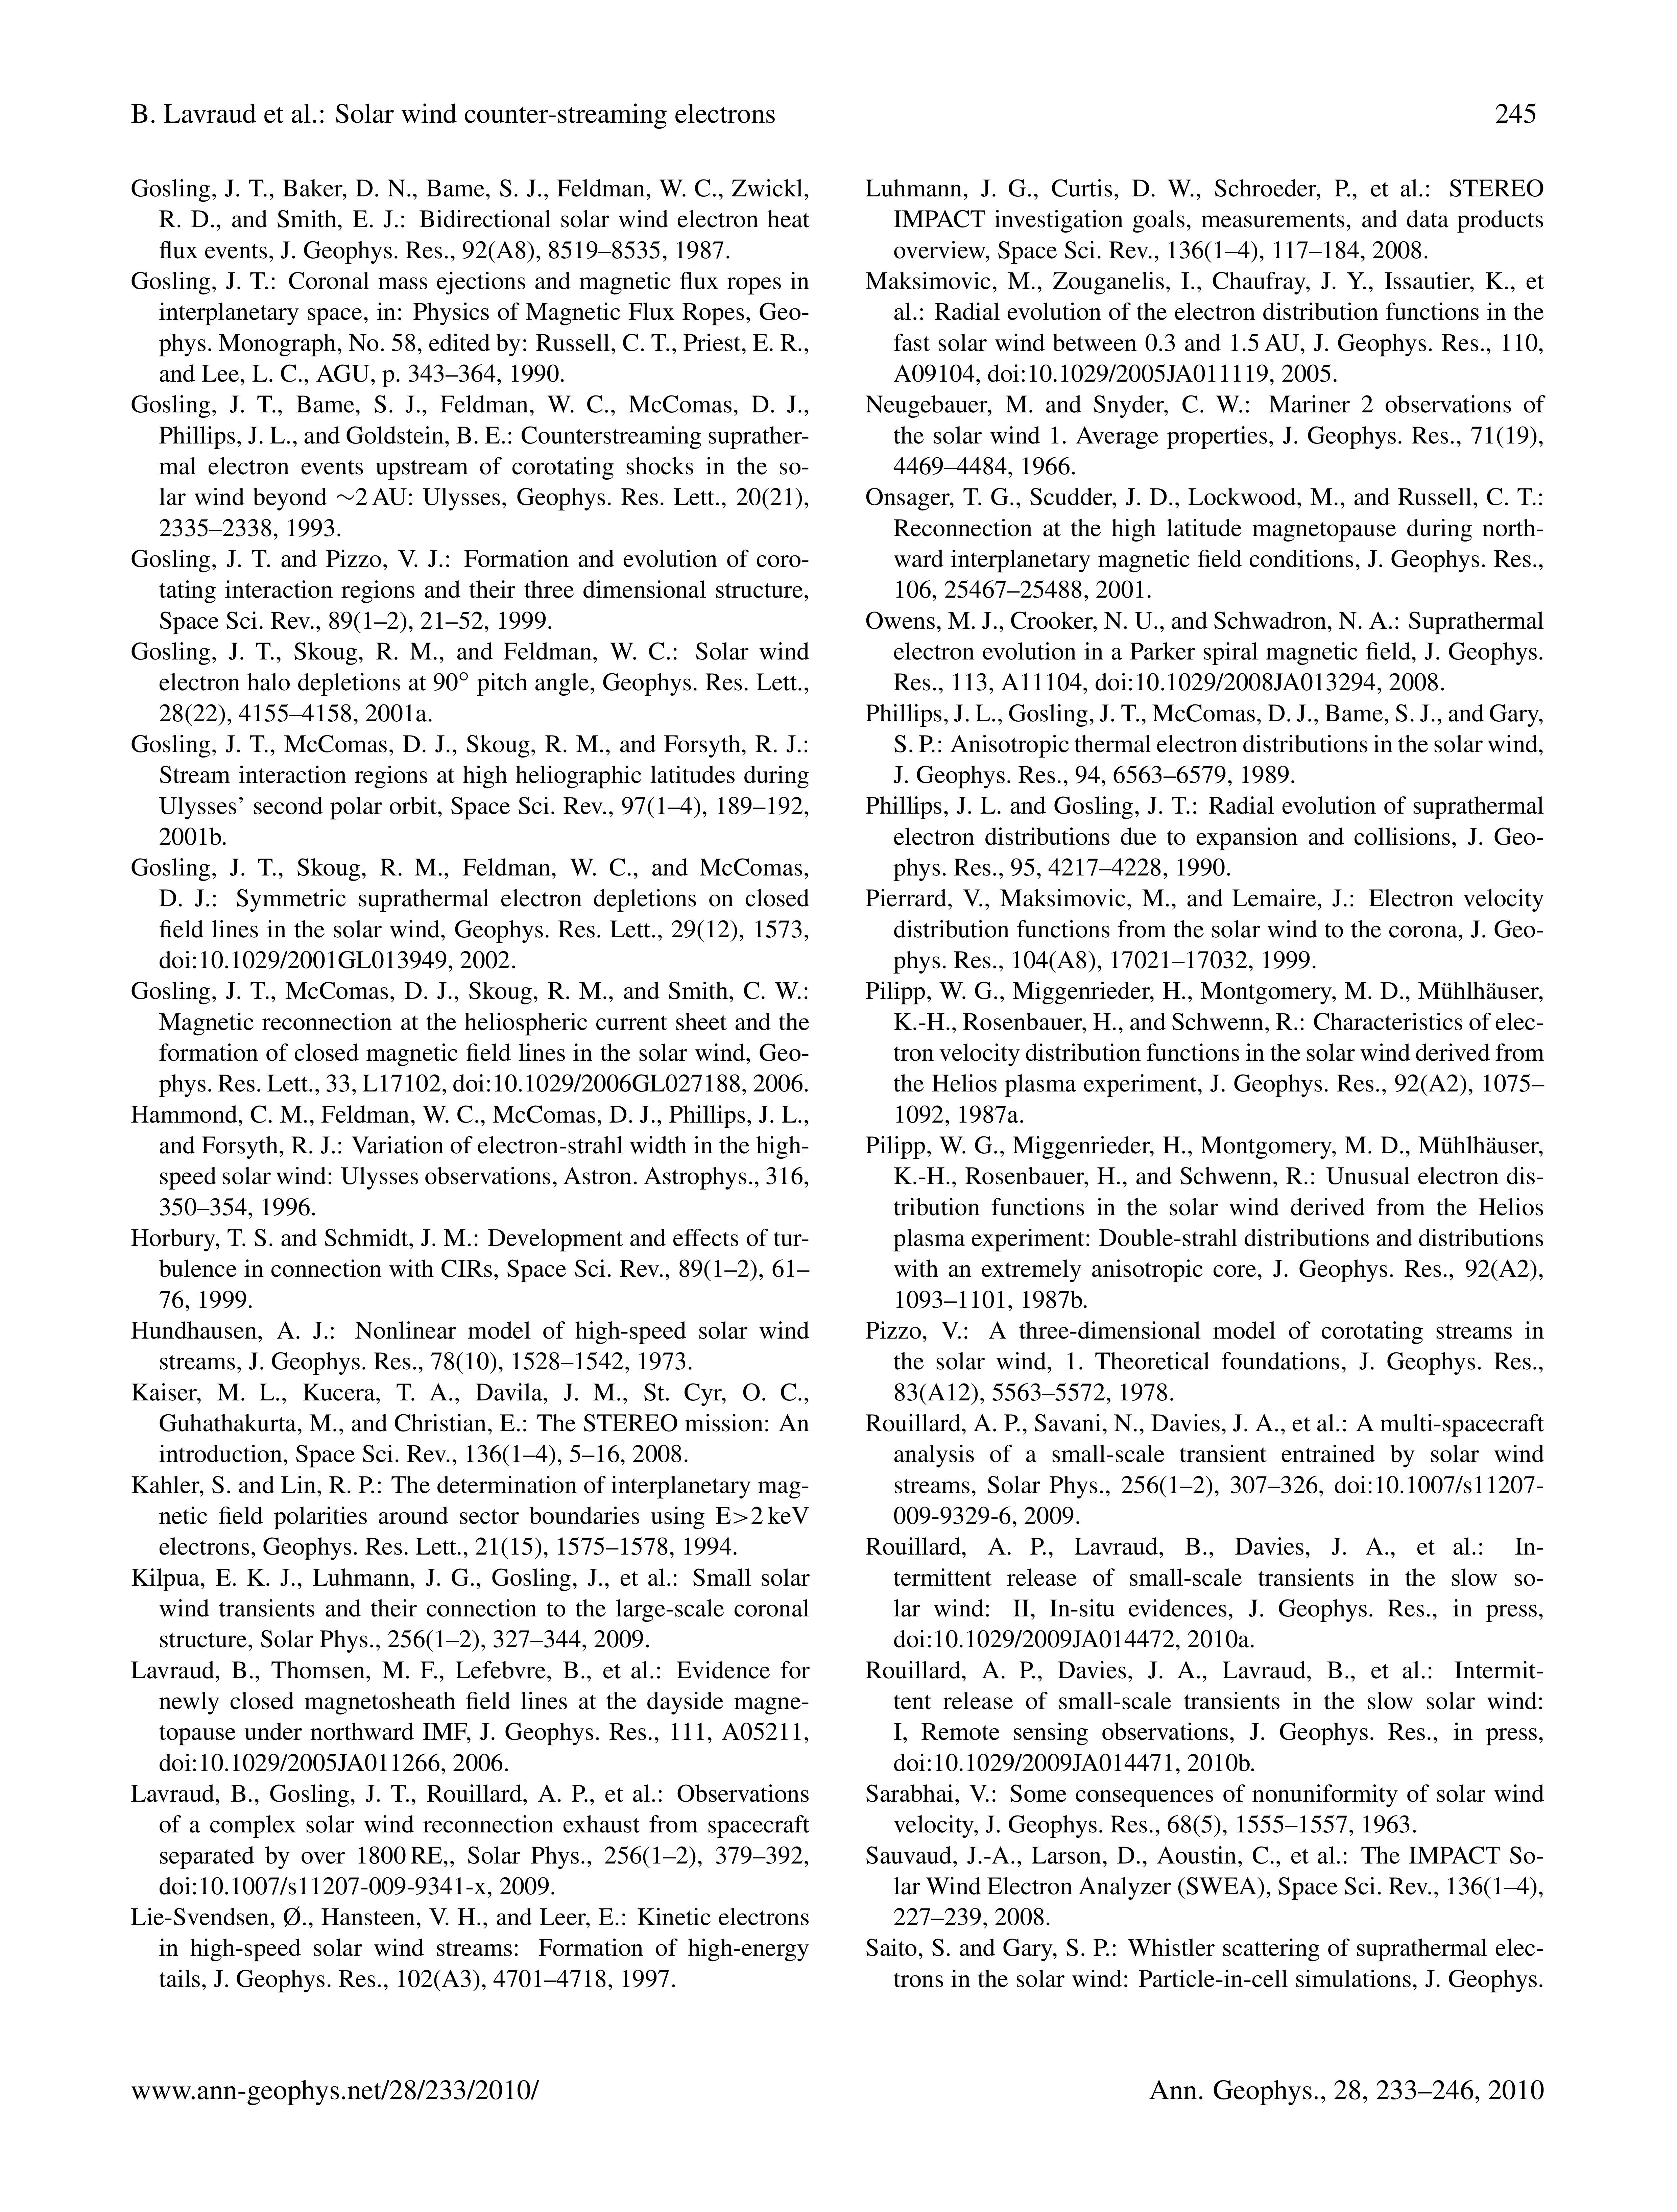 B. Lavraud et al.: Solar wind counter-streaming electrons
245
Gosling, J. T., Baker, D. N., Bame, S. J., Feldman, W. C., Zwickl,
R. D., and Smith, E. J.: Bidirectional solar wind electron heat
flux events, J. Geophys. Res., 92(A8), 8519–8535, 1987.
Gosling, J. T.: Coronal mass ejections and magnetic flux ropes in
interplanetary space, in: Physics of Magnetic Flux Ropes, Geo-
phys. Monograph, No. 58, edited by: Russell, C. T., Priest, E. R.,
and Lee, L. C., AGU, p. 343–364, 1990.
Gosling, J. T., Bame, S. J., Feldman, W. C., McComas, D. J.,
Phillips, J. L., and Goldstein, B. E.: Counterstreaming suprather-
mal electron events upstream of corotating shocks in the so-
lar wind beyond ∼2 AU: Ulysses, Geophys. Res. Lett., 20(21),
2335–2338, 1993.
Gosling, J. T. and Pizzo, V. J.: Formation and evolution of coro-
tating interaction regions and their three dimensional structure,
Space Sci. Rev., 89(1–2), 21–52, 1999.
Gosling, J. T., Skoug, R. M., and Feldman, W. C.: Solar wind
electron halo depletions at 90° pitch angle, Geophys. Res. Lett.,
28(22), 4155–4158, 2001a.
Gosling, J. T., McComas, D. J., Skoug, R. M., and Forsyth, R. J.:
Stream interaction regions at high heliographic latitudes during
Ulysses’ second polar orbit, Space Sci. Rev., 97(1–4), 189–192,
2001b.
Gosling, J. T., Skoug, R. M., Feldman, W. C., and McComas,
D. J.: Symmetric suprathermal electron depletions on closed
field lines in the solar wind, Geophys. Res. Lett., 29(12), 1573,
doi:10.1029/2001GL013949, 2002.
Gosling, J. T., McComas, D. J., Skoug, R. M., and Smith, C. W.:
Magnetic reconnection at the heliospheric current sheet and the
formation of closed magnetic field lines in the solar wind, Geo-
phys. Res. Lett., 33, L17102, doi:10.1029/2006GL027188, 2006.
Hammond, C. M., Feldman, W. C., McComas, D. J., Phillips, J. L.,
and Forsyth, R. J.: Variation of electron-strahl width in the high-
speed solar wind: Ulysses observations, Astron. Astrophys., 316,
350–354, 1996.
Horbury, T. S. and Schmidt, J. M.: Development and effects of tur-
bulence in connection with CIRs, Space Sci. Rev., 89(1–2), 61–
76, 1999.
Hundhausen, A. J.: Nonlinear model of high-speed solar wind
streams, J. Geophys. Res., 78(10), 1528–1542, 1973.
Kaiser, M. L., Kucera, T. A., Davila, J. M., St. Cyr, O. C.,
Guhathakurta, M., and Christian, E.: The STEREO mission: An
introduction, Space Sci. Rev., 136(1–4), 5–16, 2008.
Kahler, S. and Lin, R. P.: The determination of interplanetary mag-
netic field polarities around sector boundaries using E>2 keV
electrons, Geophys. Res. Lett., 21(15), 1575–1578, 1994.
Kilpua, E. K. J., Luhmann, J. G., Gosling, J., et al.: Small solar
wind transients and their connection to the large-scale coronal
structure, Solar Phys., 256(1–2), 327–344, 2009.
Lavraud, B., Thomsen, M. F., Lefebvre, B., et al.: Evidence for
newly closed magnetosheath field lines at the dayside magne-
topause under northward IMF, J. Geophys. Res., 111, A05211,
doi:10.1029/2005JA011266, 2006.
Lavraud, B., Gosling, J. T., Rouillard, A. P., et al.: Observations
of a complex solar wind reconnection exhaust from spacecraft
separated by over 1800 RE,, Solar Phys., 256(1–2), 379–392,
doi:10.1007/s11207-009-9341-x, 2009.
Lie-Svendsen, Ø., Hansteen, V. H., and Leer, E.: Kinetic electrons
in high-speed solar wind streams: Formation of high-energy
tails, J. Geophys. Res., 102(A3), 4701–4718, 1997.
Luhmann, J. G., Curtis, D. W., Schroeder, P., et al.: STEREO
IMPACT investigation goals, measurements, and data products
overview, Space Sci. Rev., 136(1–4), 117–184, 2008.
Maksimovic, M., Zouganelis, I., Chaufray, J. Y., Issautier, K., et
al.: Radial evolution of the electron distribution functions in the
fast solar wind between 0.3 and 1.5 AU, J. Geophys. Res., 110,
A09104, doi:10.1029/2005JA011119, 2005.
Neugebauer, M. and Snyder, C. W.: Mariner 2 observations of
the solar wind 1. Average properties, J. Geophys. Res., 71(19),
4469–4484, 1966.
Onsager, T. G., Scudder, J. D., Lockwood, M., and Russell, C. T.:
Reconnection at the high latitude magnetopause during north-
ward interplanetary magnetic field conditions, J. Geophys. Res.,
106, 25467–25488, 2001.
Owens, M. J., Crooker, N. U., and Schwadron, N. A.: Suprathermal
electron evolution in a Parker spiral magnetic field, J. Geophys.
Res., 113, A11104, doi:10.1029/2008JA013294, 2008.
Phillips, J. L., Gosling, J. T., McComas, D. J., Bame, S. J., and Gary,
S. P.: Anisotropic thermal electron distributions in the solar wind,
J. Geophys. Res., 94, 6563–6579, 1989.
Phillips, J. L. and Gosling, J. T.: Radial evolution of suprathermal
electron distributions due to expansion and collisions, J. Geo-
phys. Res., 95, 4217–4228, 1990.
Pierrard, V., Maksimovic, M., and Lemaire, J.: Electron velocity
distribution functions from the solar wind to the corona, J. Geo-
phys. Res., 104(A8), 17021–17032, 1999.
Pilipp, W. G., Miggenrieder, H., Montgomery, M. D., Mühlhäuser,
K.-H., Rosenbauer, H., and Schwenn, R.: Characteristics of elec-
tron velocity distribution functions in the solar wind derived from
the Helios plasma experiment, J. Geophys. Res., 92(A2), 1075–
1092, 1987a.
Pilipp, W. G., Miggenrieder, H., Montgomery, M. D., Mühlhäuser,
K.-H., Rosenbauer, H., and Schwenn, R.: Unusual electron dis-
tribution functions in the solar wind derived from the Helios
plasma experiment: Double-strahl distributions and distributions
with an extremely anisotropic core, J. Geophys. Res., 92(A2),
1093–1101, 1987b.
Pizzo, V.: A three-dimensional model of corotating streams in
the solar wind, 1. Theoretical foundations, J. Geophys. Res.,
83(A12), 5563–5572, 1978.
Rouillard, A. P., Savani, N., Davies, J. A., et al.: A multi-spacecraft
analysis of a small-scale transient entrained by solar wind
streams, Solar Phys., 256(1–2), 307–326, doi:10.1007/s11207-
009-9329-6, 2009.
Rouillard, A. P., Lavraud, B., Davies, J. A., et al.: In-
termittent release of small-scale transients in the slow so-
lar wind: II, In-situ evidences, J. Geophys. Res., in press,
doi:10.1029/2009JA014472, 2010a.
Rouillard, A. P., Davies, J. A., Lavraud, B., et al.: Intermit-
tent release of small-scale transients in the slow solar wind:
I, Remote sensing observations, J. Geophys. Res., in press,
doi:10.1029/2009JA014471, 2010b.
Sarabhai, V.: Some consequences of nonuniformity of solar wind
velocity, J. Geophys. Res., 68(5), 1555–1557, 1963.
Sauvaud, J.-A., Larson, D., Aoustin, C., et al.: The IMPACT So-
lar Wind Electron Analyzer (SWEA), Space Sci. Rev., 136(1–4),
227–239, 2008.
Saito, S. and Gary, S. P.: Whistler scattering of suprathermal elec-
trons in the solar wind: Particle-in-cell simulations, J. Geophys.
www.ann-geophys.net/28/233/2010/
Ann. Geophys., 28, 233–246, 2010